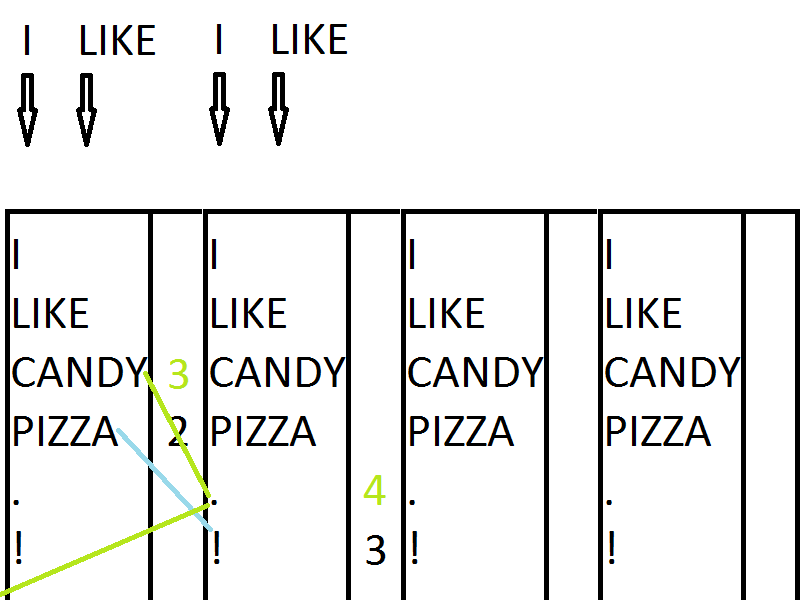 I LIKE I LIKE
I I I I
LIKE LIKE LIKE LIKE
CANDY 3 CANDY CANDY CANDY
PIZZA 2 PIZZA PIZZA PIZZA
. . 4 . .
! ! 3 ! !